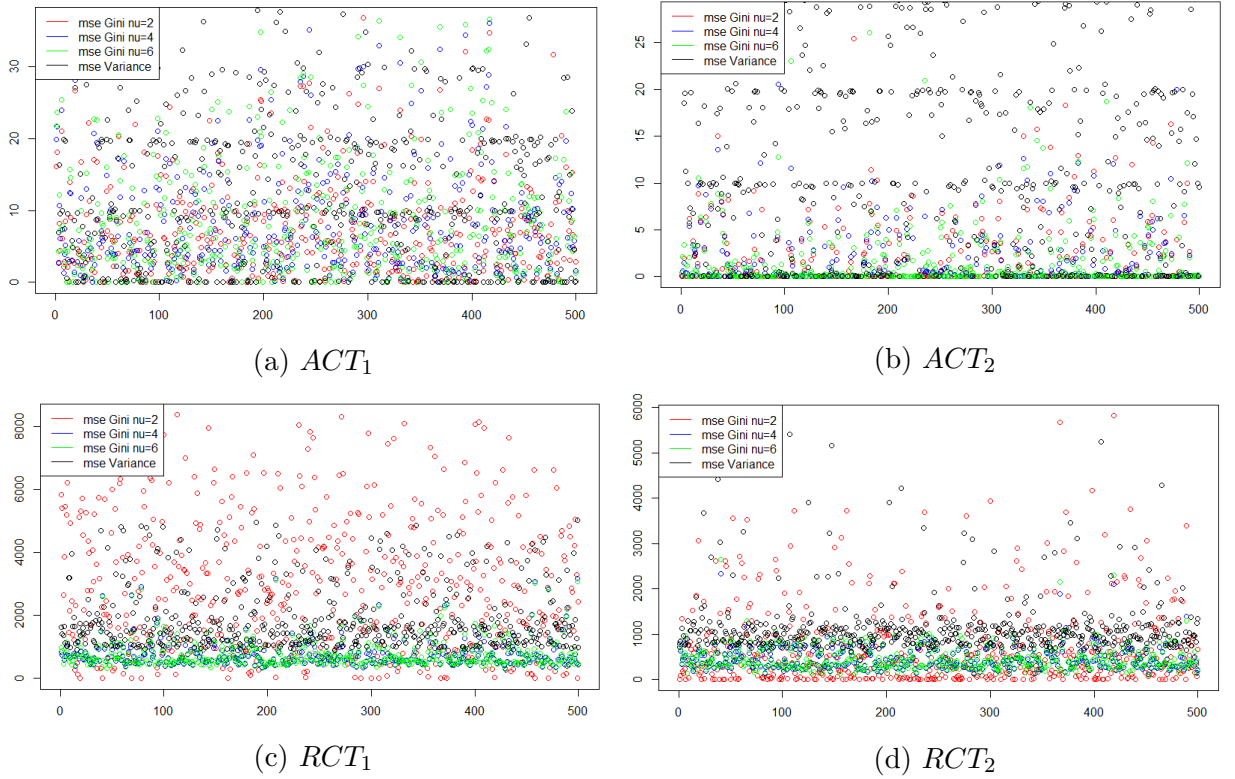 mse Gini nu=2
mse Gini nu=4
mse Gini nu=6
mse Variance
30
20
10
0
0 100 200 300 400 500
(a) ACT₁
mse Gini nu=2
mse Gini nu=4
mse Gini nu=6
mse Variance
25
20
15
10
5
0
0 100 200 300 400 500
(b) ACT₂
mse Gini nu=2
mse Gini nu=4
mse Gini nu=6
mse Variance
8000
6000
4000
2000
0
0 100 200 300 400 500
(c) RCT₁
mse Gini nu=2
mse Gini nu=4
mse Gini nu=6
mse Variance
6000
5000
4000
3000
2000
1000
0
0 100 200 300 400 500
(d) RCT₂